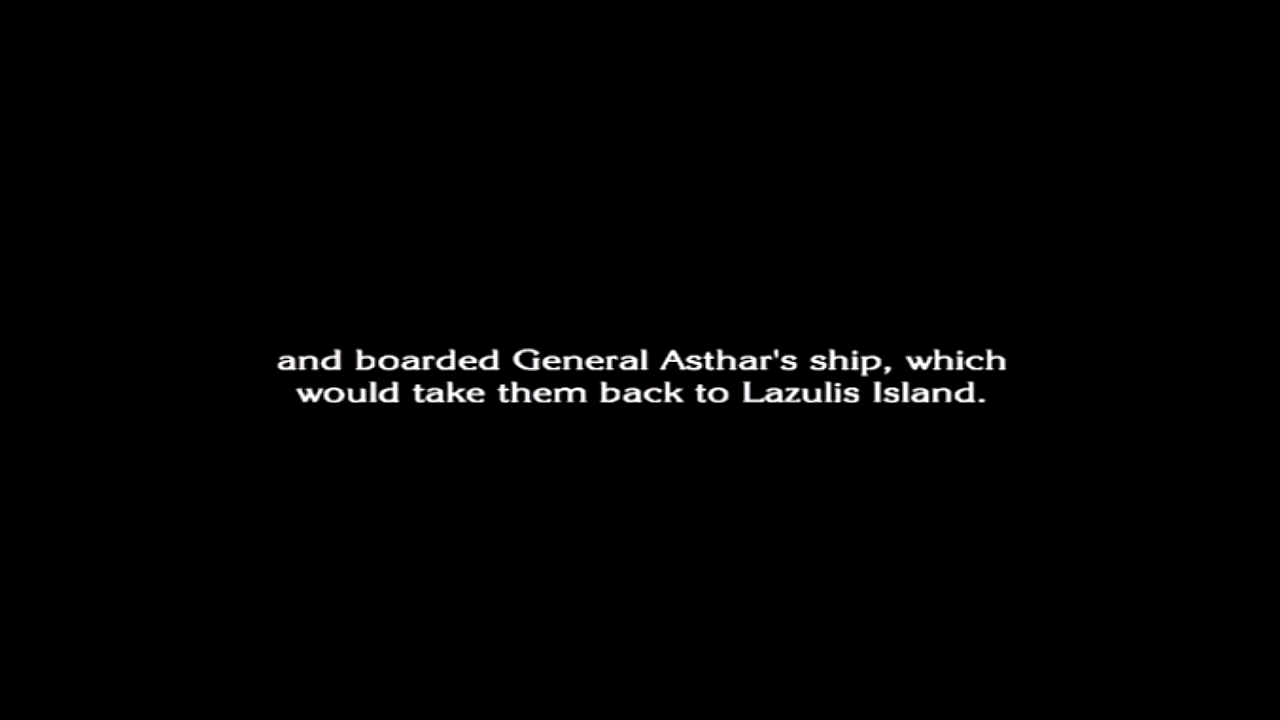 and boarded General Asthar's ship, which
would take them back to Lazulis Island.